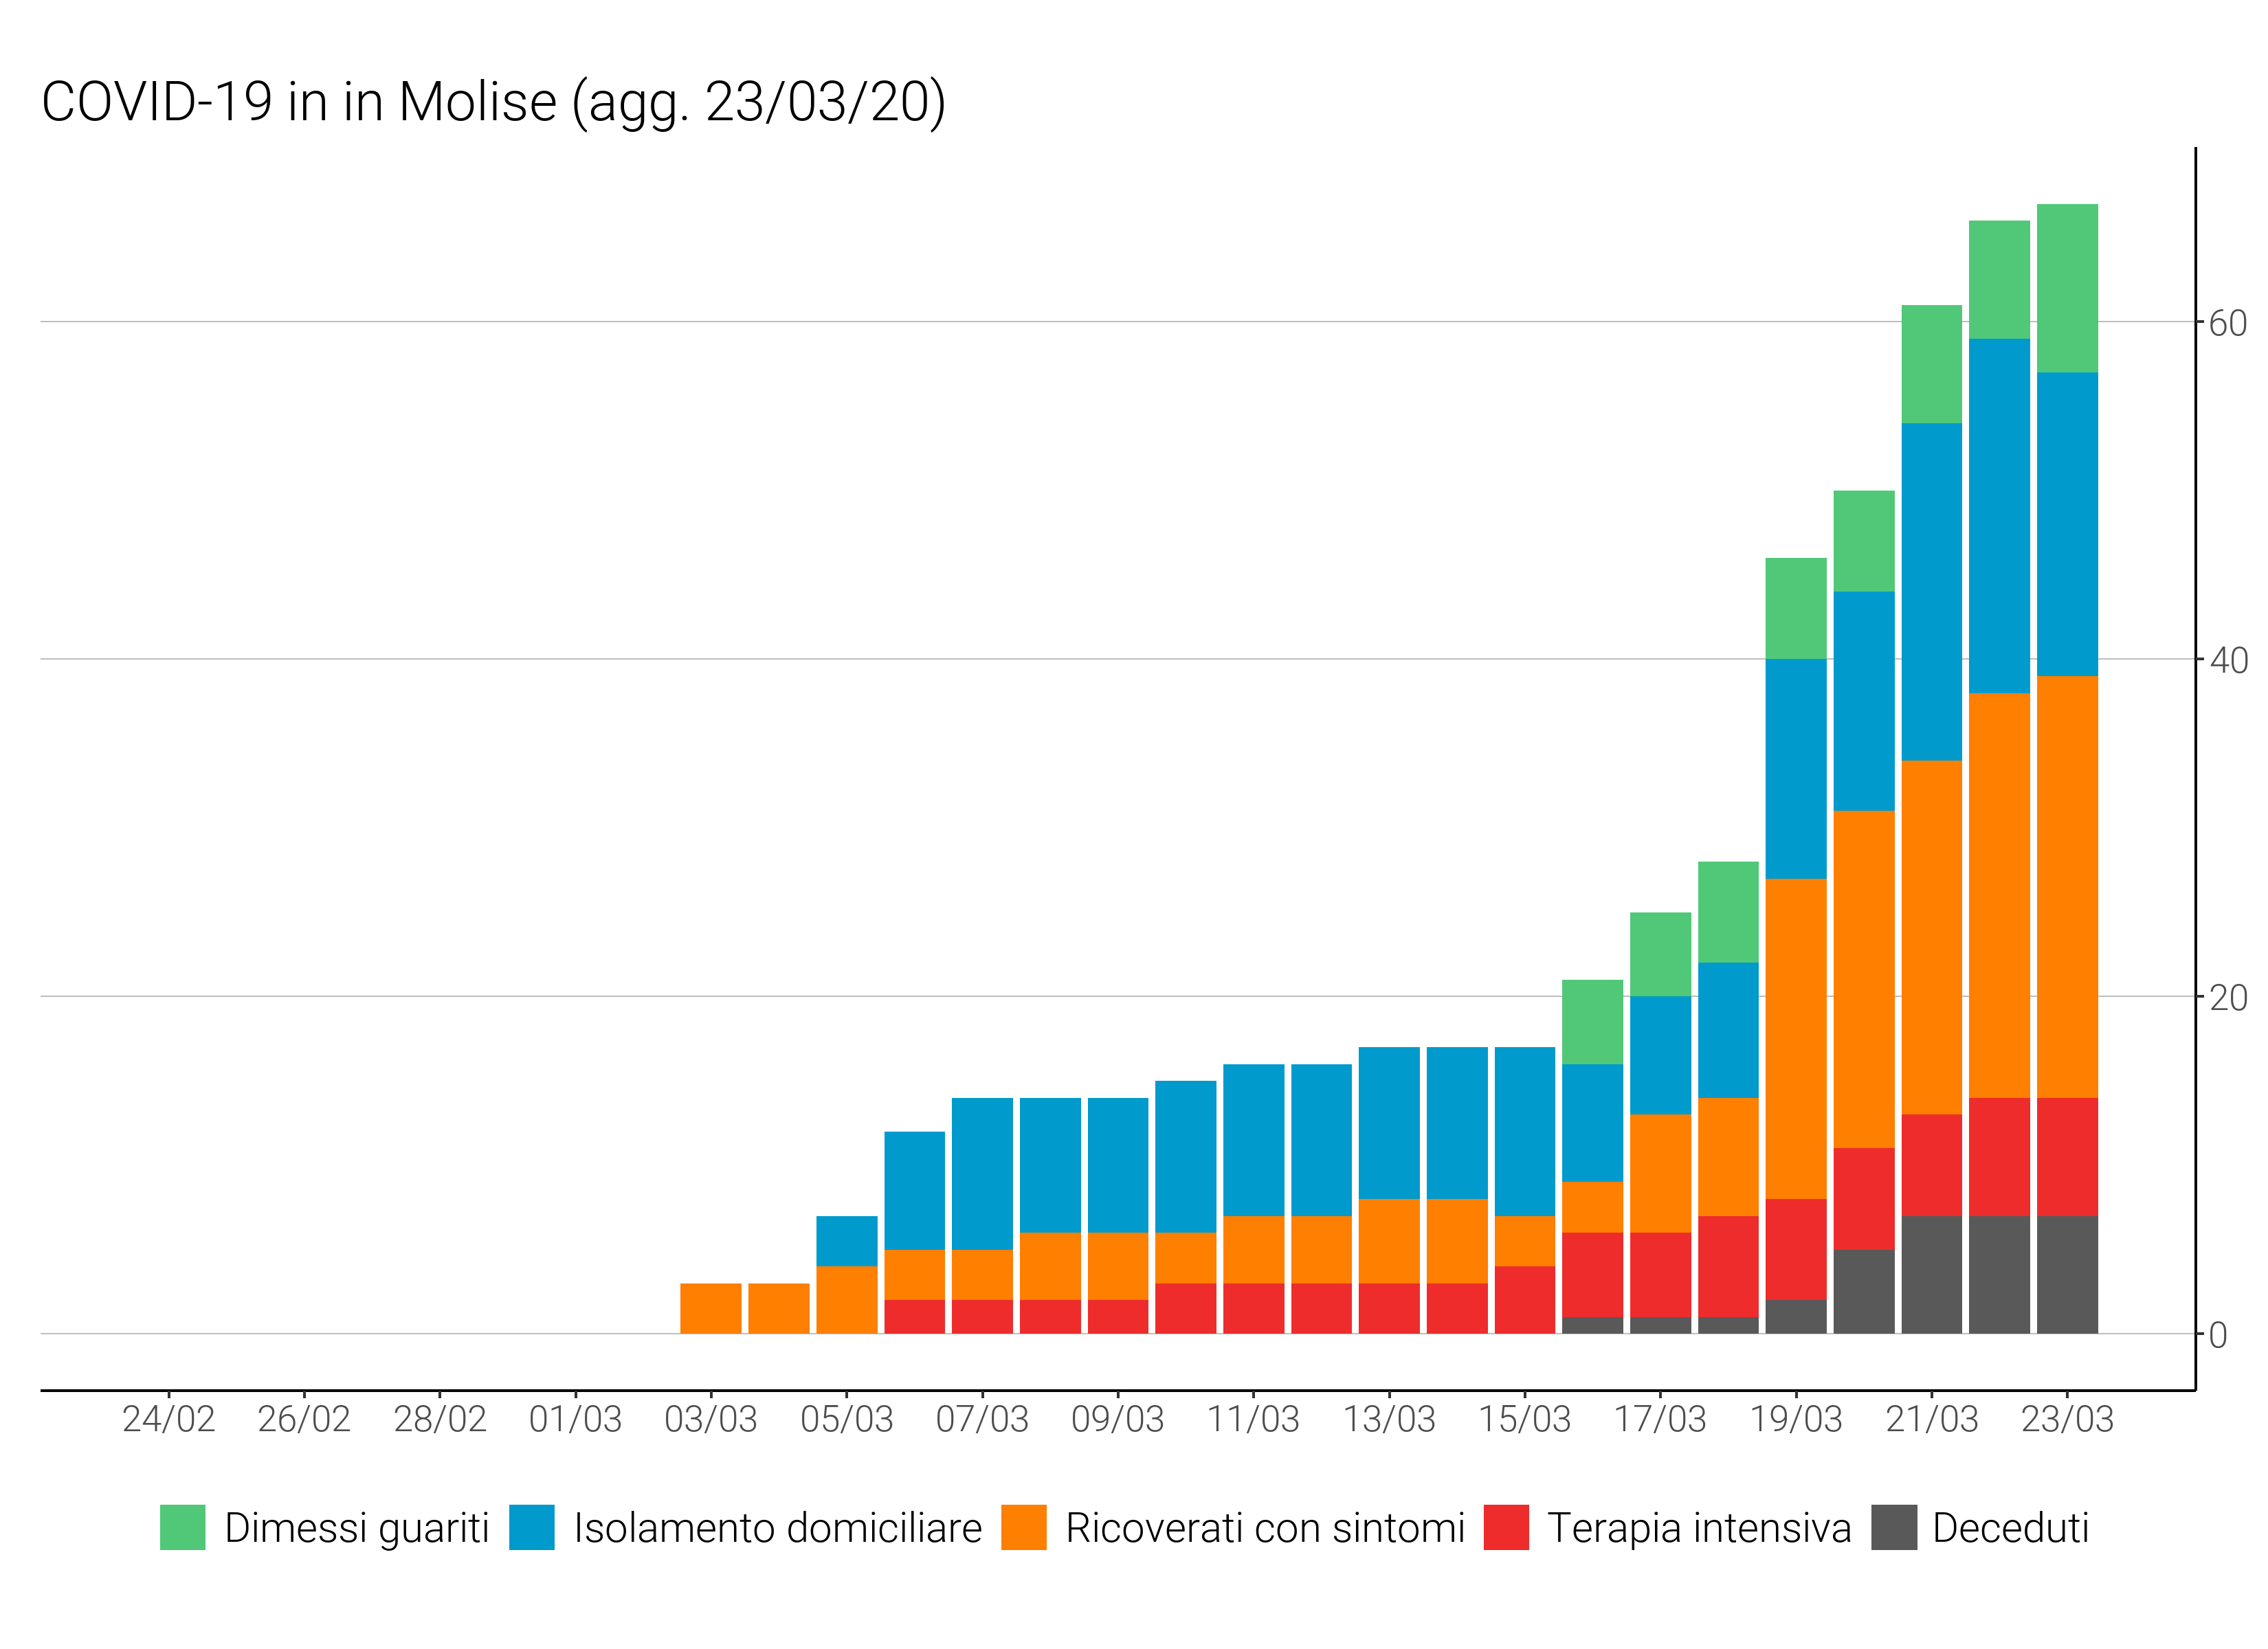 COVID-19 in in Molise (agg. 23/03/20)
60
40
20
0
24/02 26/02 28/02 01/03 03/03 05/03 07/03 09/03 11/03 13/03 15/03 17/03 19/03 21/03 23/03
Dimessi guariti Isolamento domiciliare Ricoverati con sintomi Terapia intensiva Deceduti